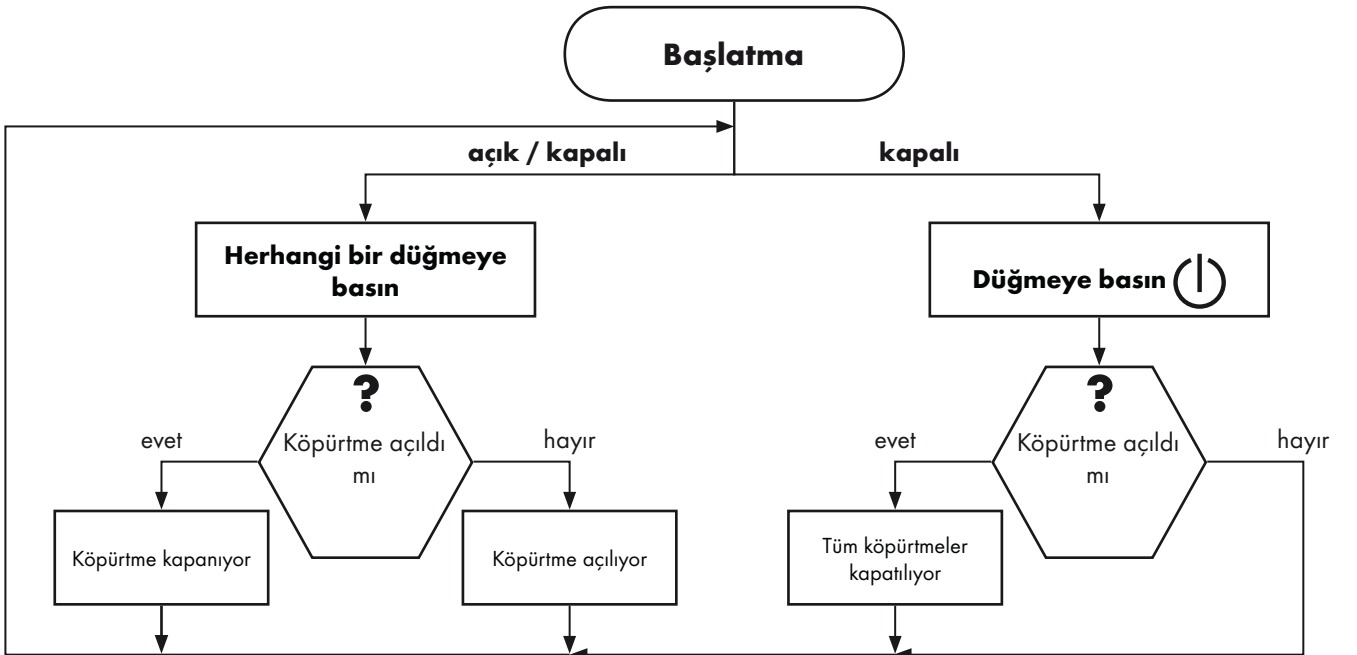 Başlatma
açık / kapalı
kapalı
Herhangi bir düğmeye
basın
Düğmeye basın
?
Köpürtme açıldı
mı
evet
hayır
?
Köpürtme açıldı
mı
evet
hayır
Köpürtme kapanıyor
Köpürtme açılıyor
Tüm köpürtmeler
kapatılıyor